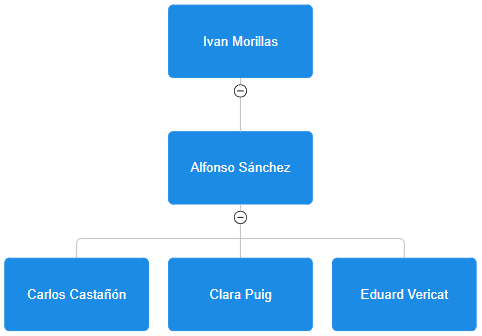 Ivan Morillas
Alfonso Sánchez
Carlos Castañón
Clara Puig
Eduard Vericat